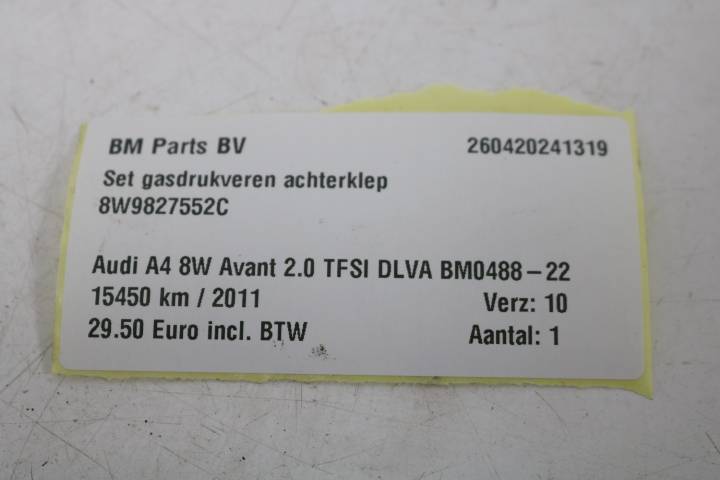 BM Parts BV 260420241319
Set gasdrukveren achterklep
8W9827552C
Audi A4 8W Avant 2.0 TFSI DLVA BM0488-22
15450 km / 2011 Verz: 10
29.50 Euro incl. BTW Aantal: 1